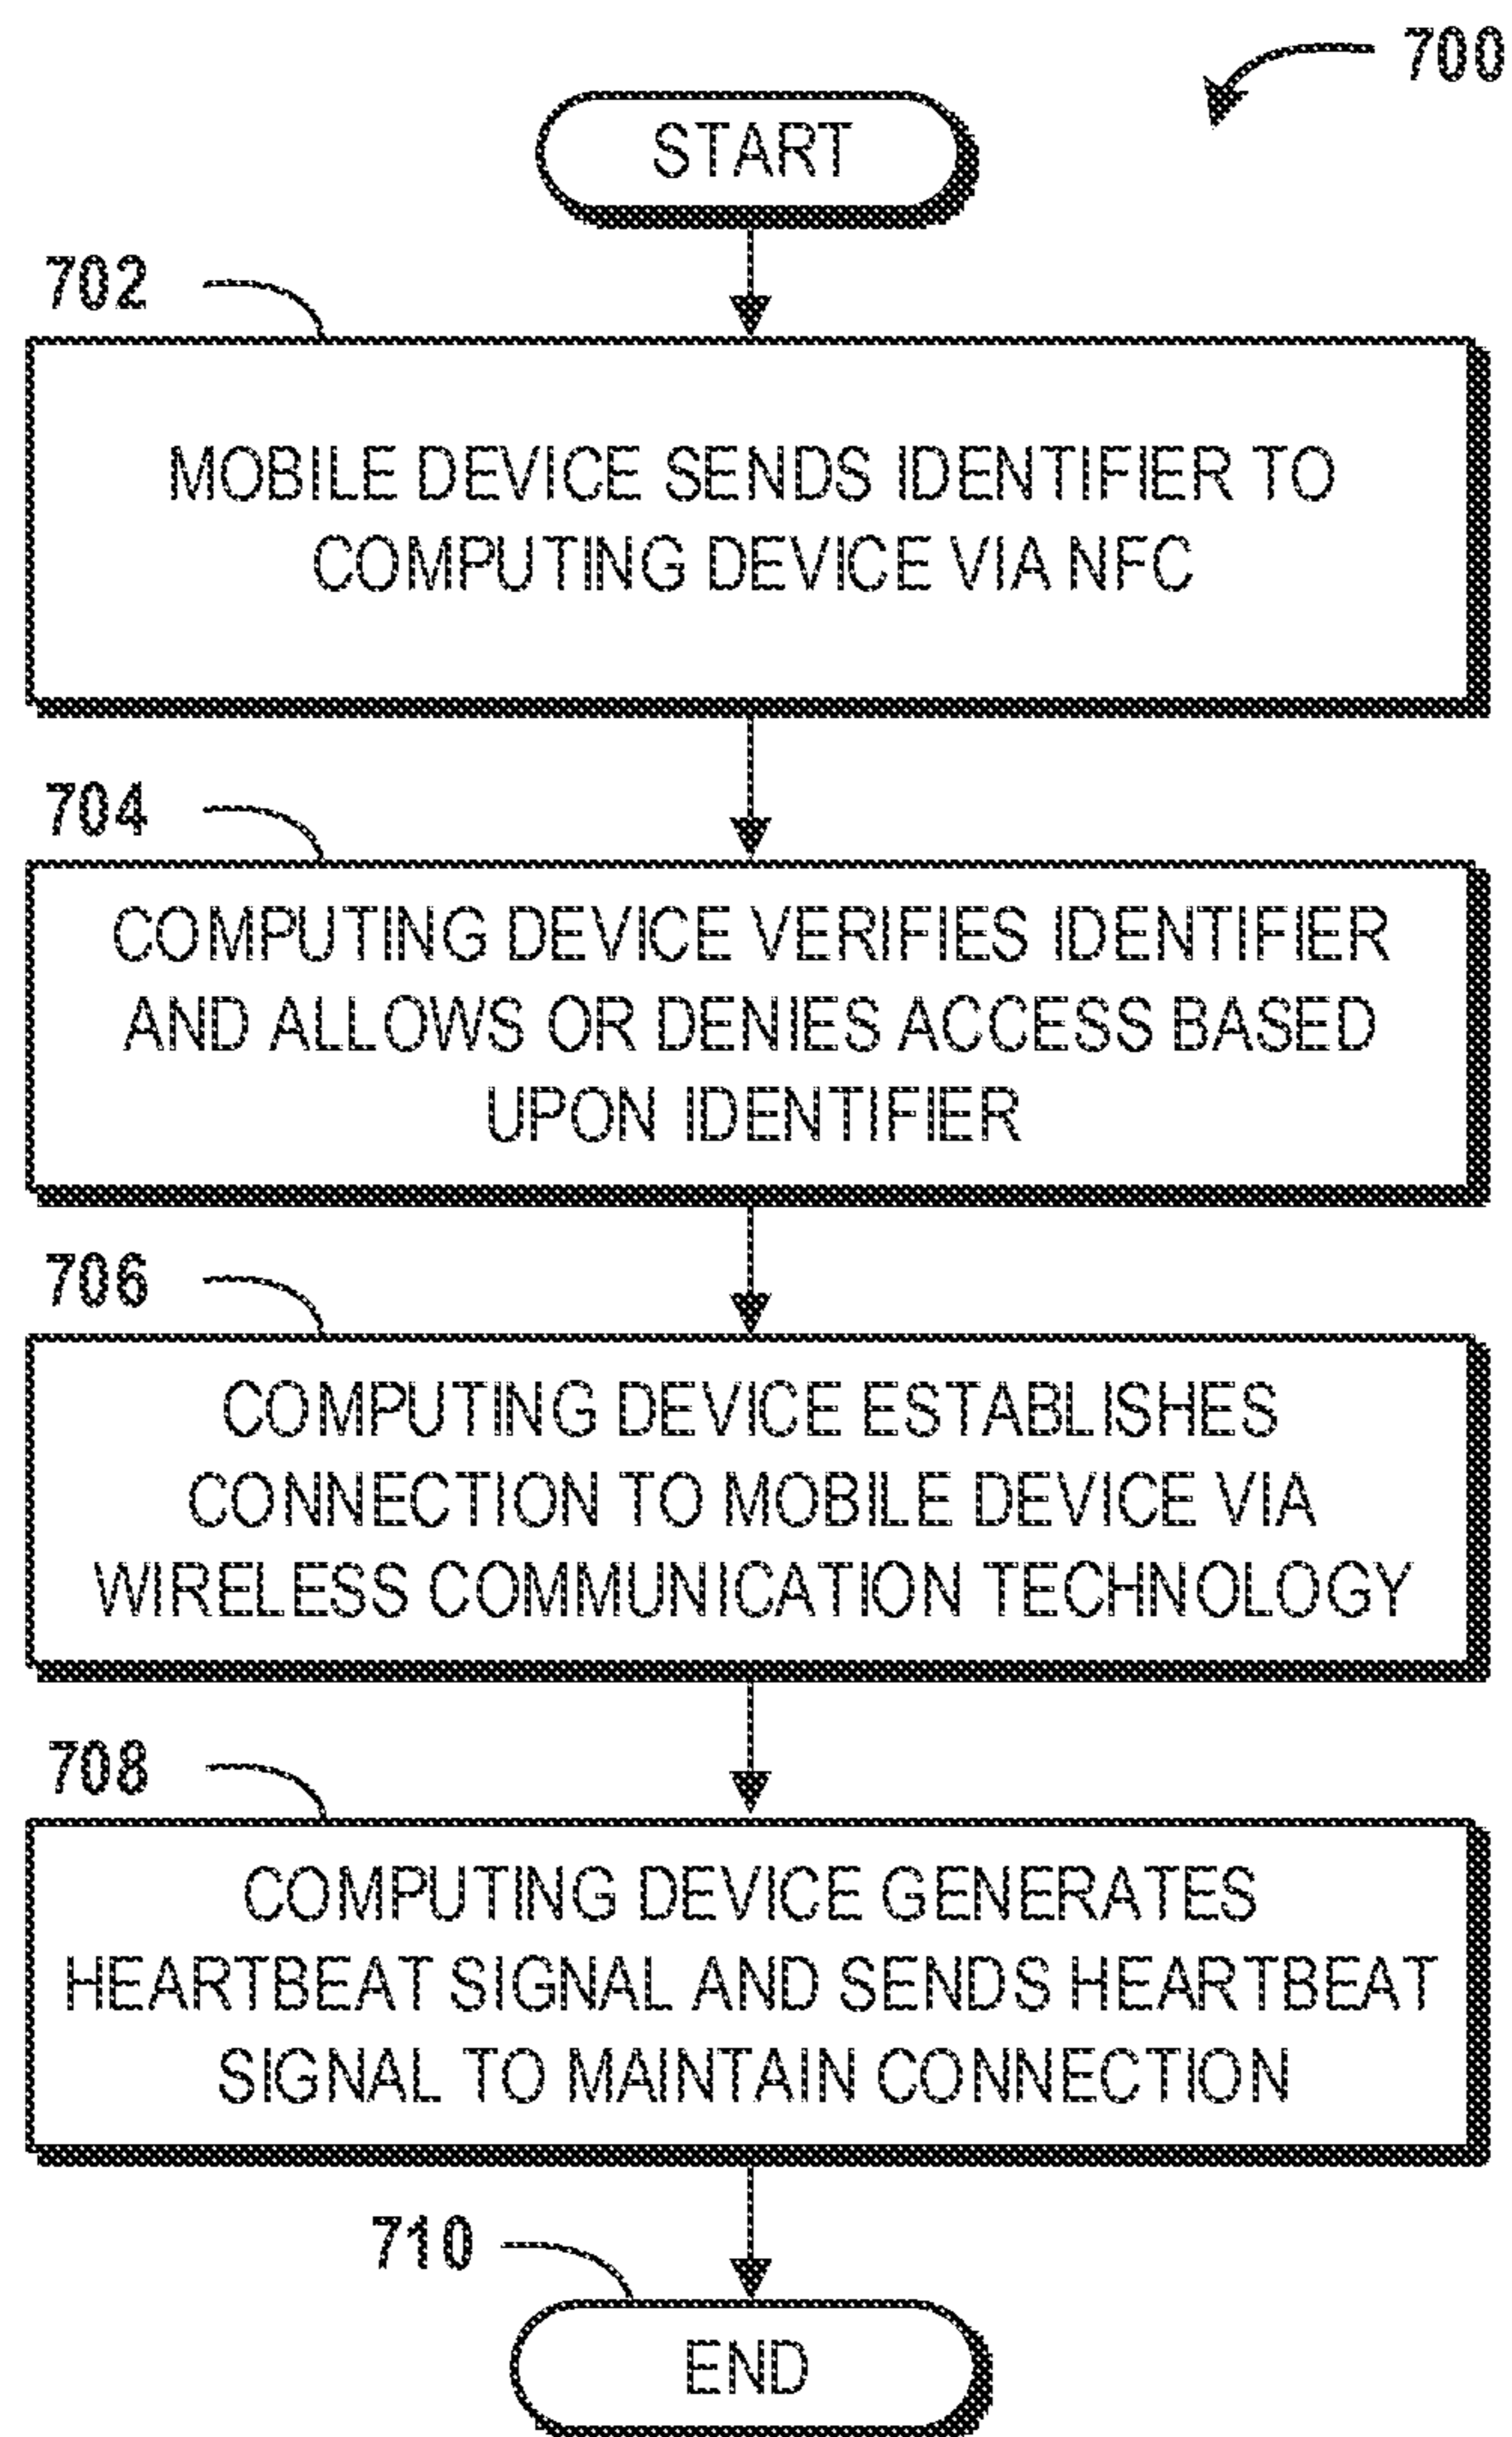 700
START
702
MOBILE DEVICE SENDS IDENTIFIER TO
COMPUTING DEVICE VIA NFC
704
COMPUTING DEVICE VERIFIES IDENTIFIER
AND ALLOWS OR DENIES ACCESS BASED
UPON IDENTIFIER
706
COMPUTING DEVICE ESTABLISHES
CONNECTION TO MOBILE DEVICE VIA
WIRELESS COMMUNICATION TECHNOLOGY
708
COMPUTING DEVICE GENERATES
HEARTBEAT SIGNAL AND SENDS HEARTBEAT
SIGNAL TO MAINTAIN CONNECTION
710
END